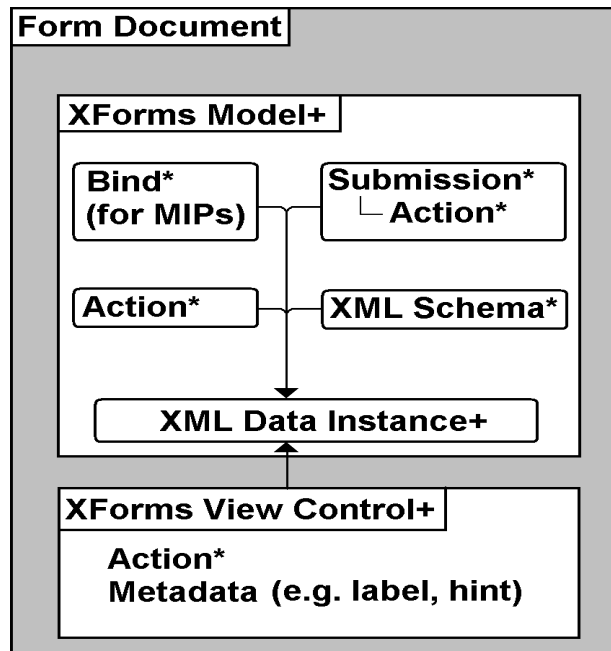 Form Document
XForms Model+
Bind*
(for MIPs)
Submission*
Action*
Action*
XML Schema*
XML Data Instance+
XForms View Control+
Action*
Metadata (e.g. label, hint)